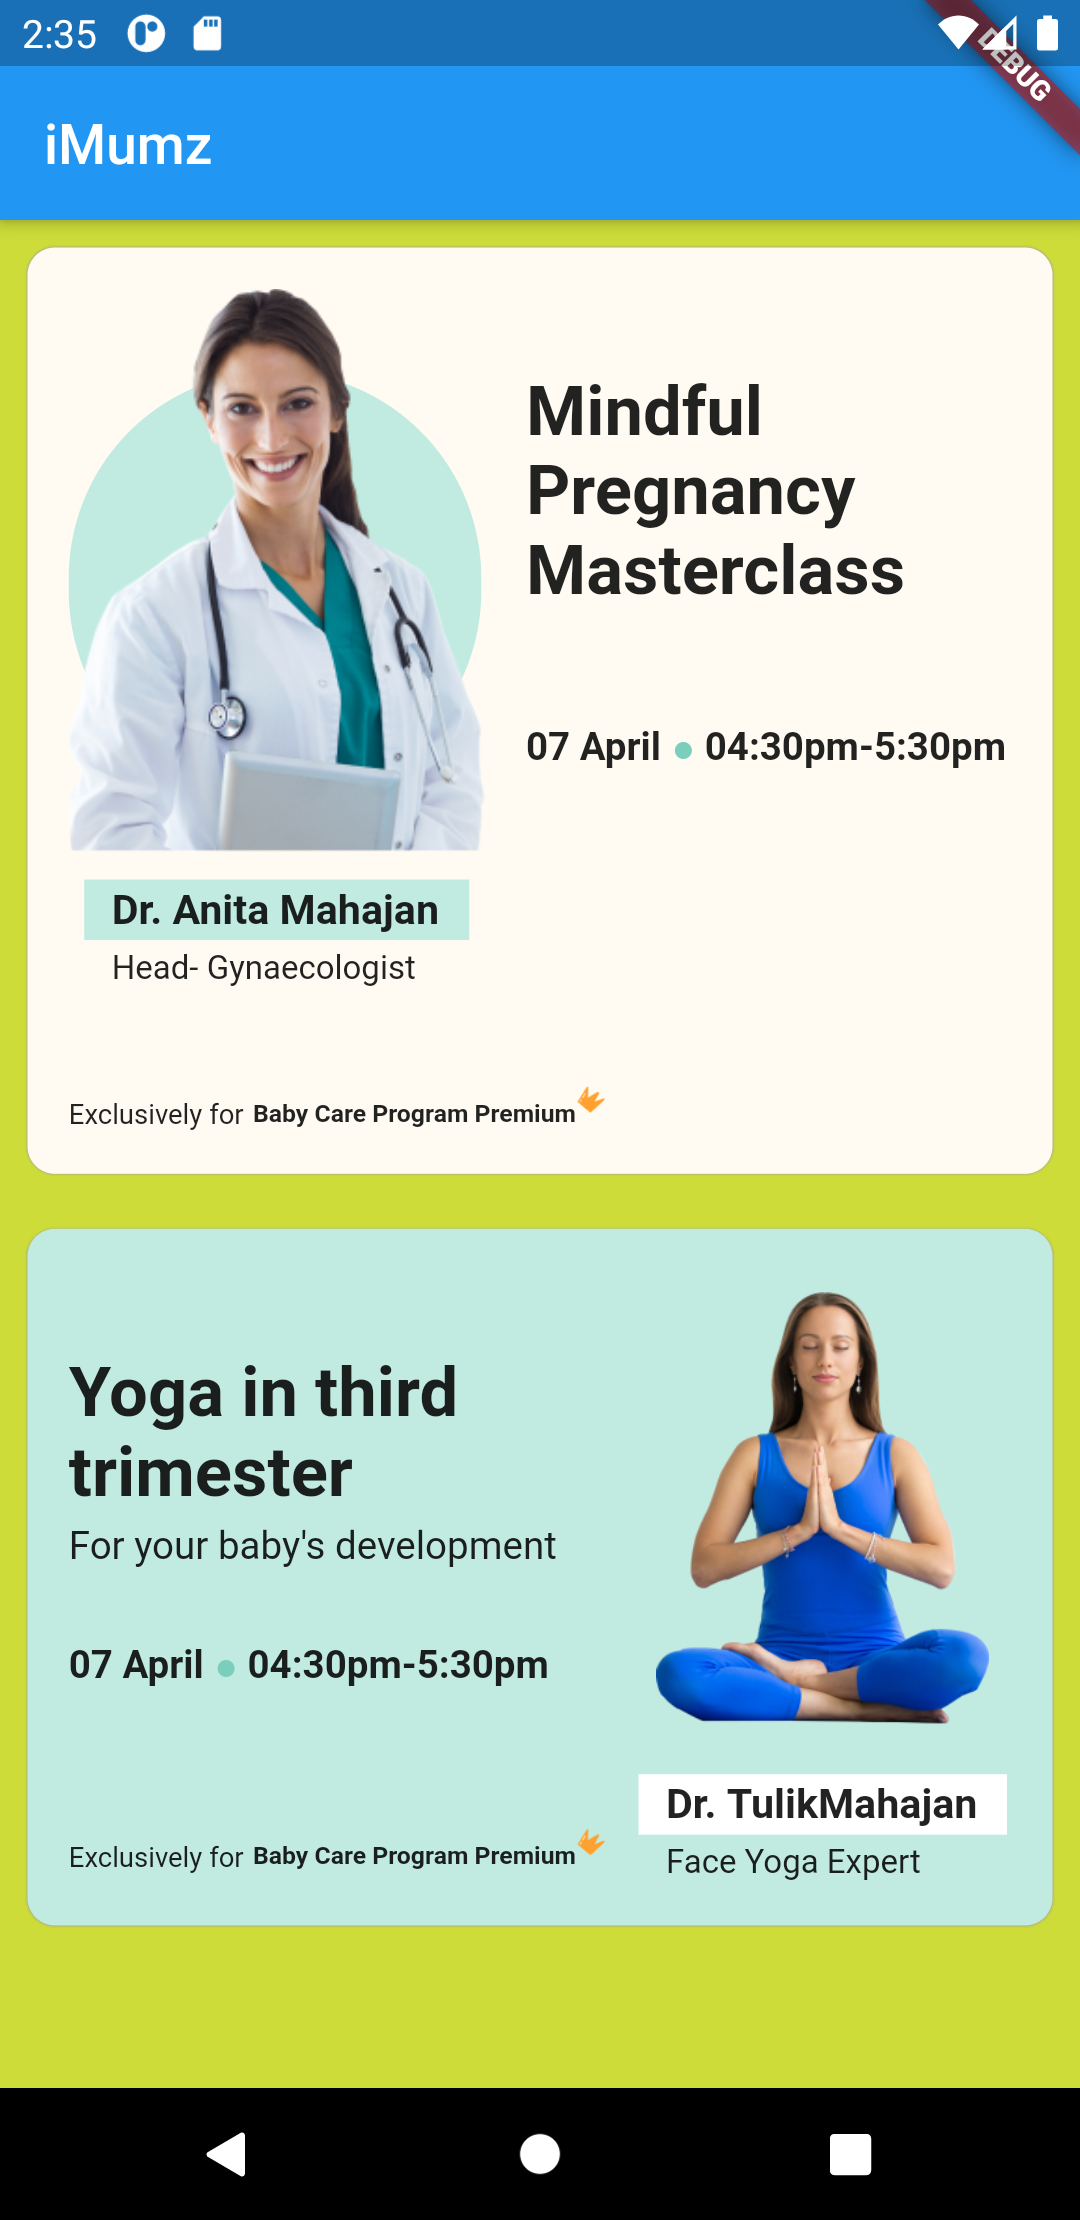 2:35
DEBUG
iMumz
Mindful
Pregnancy
Masterclass
07 April ● 04:30pm-5:30pm
Dr. Anita Mahajan
Head- Gynaecologist
Exclusively for Baby Care Program Premium
Yoga in third
trimester
For your baby's development
07 April ● 04:30pm-5:30pm
Dr. TulikMahajan
Face Yoga Expert
Exclusively for Baby Care Program Premium